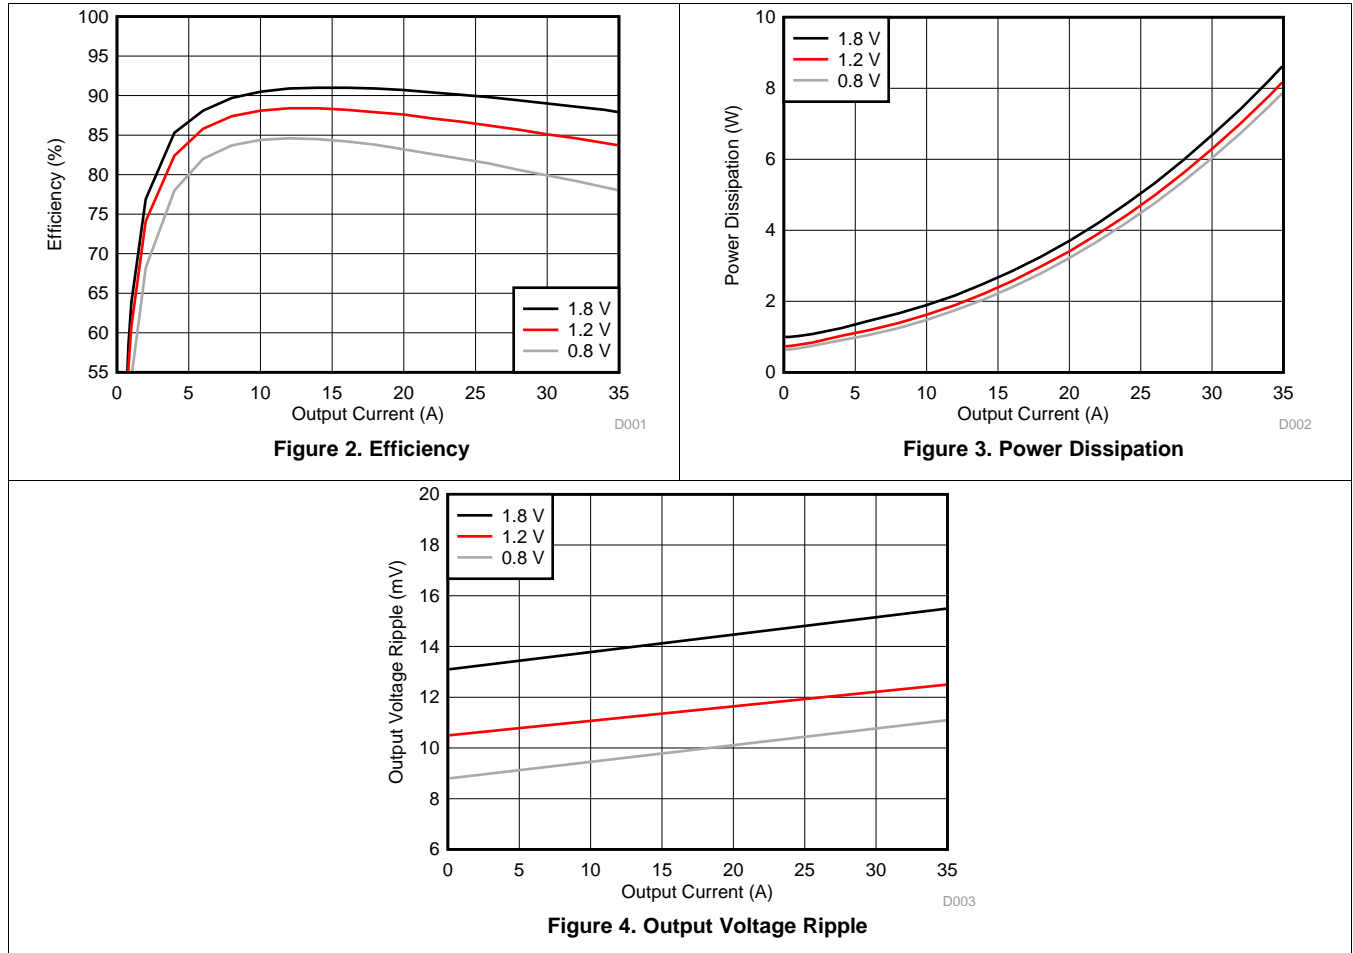 100
95
90
85
80
75
70
65
60
55
Efficiency (%)
1.8 V
1.2 V
0.8 V
0 5 10 15 20 25 30 35
Output Current (A)
D001
Figure 2. Efficiency
10
8
6
4
2
0
Power Dissipation (W)
1.8 V
1.2 V
0.8 V
0 5 10 15 20 25 30 35
Output Current (A)
D002
Figure 3. Power Dissipation
20
18
16
14
12
10
8
6
Output Voltage Ripple (mV)
1.8 V
1.2 V
0.8 V
0 5 10 15 20 25 30 35
Output Current (A)
D003
Figure 4. Output Voltage Ripple